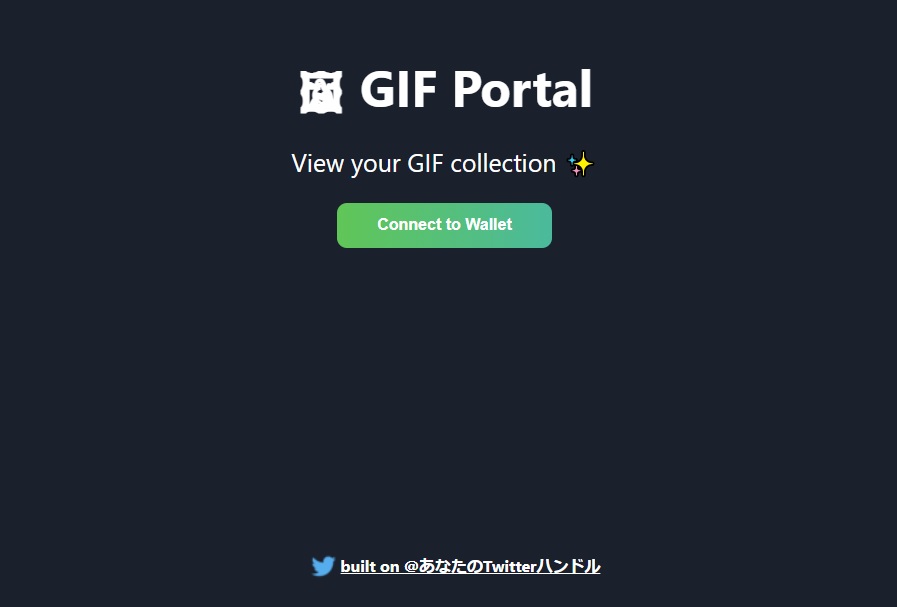 🖼 GIF Portal
View your GIF collection ✨
Connect to Wallet
built on @あなたのTwitterハンドル